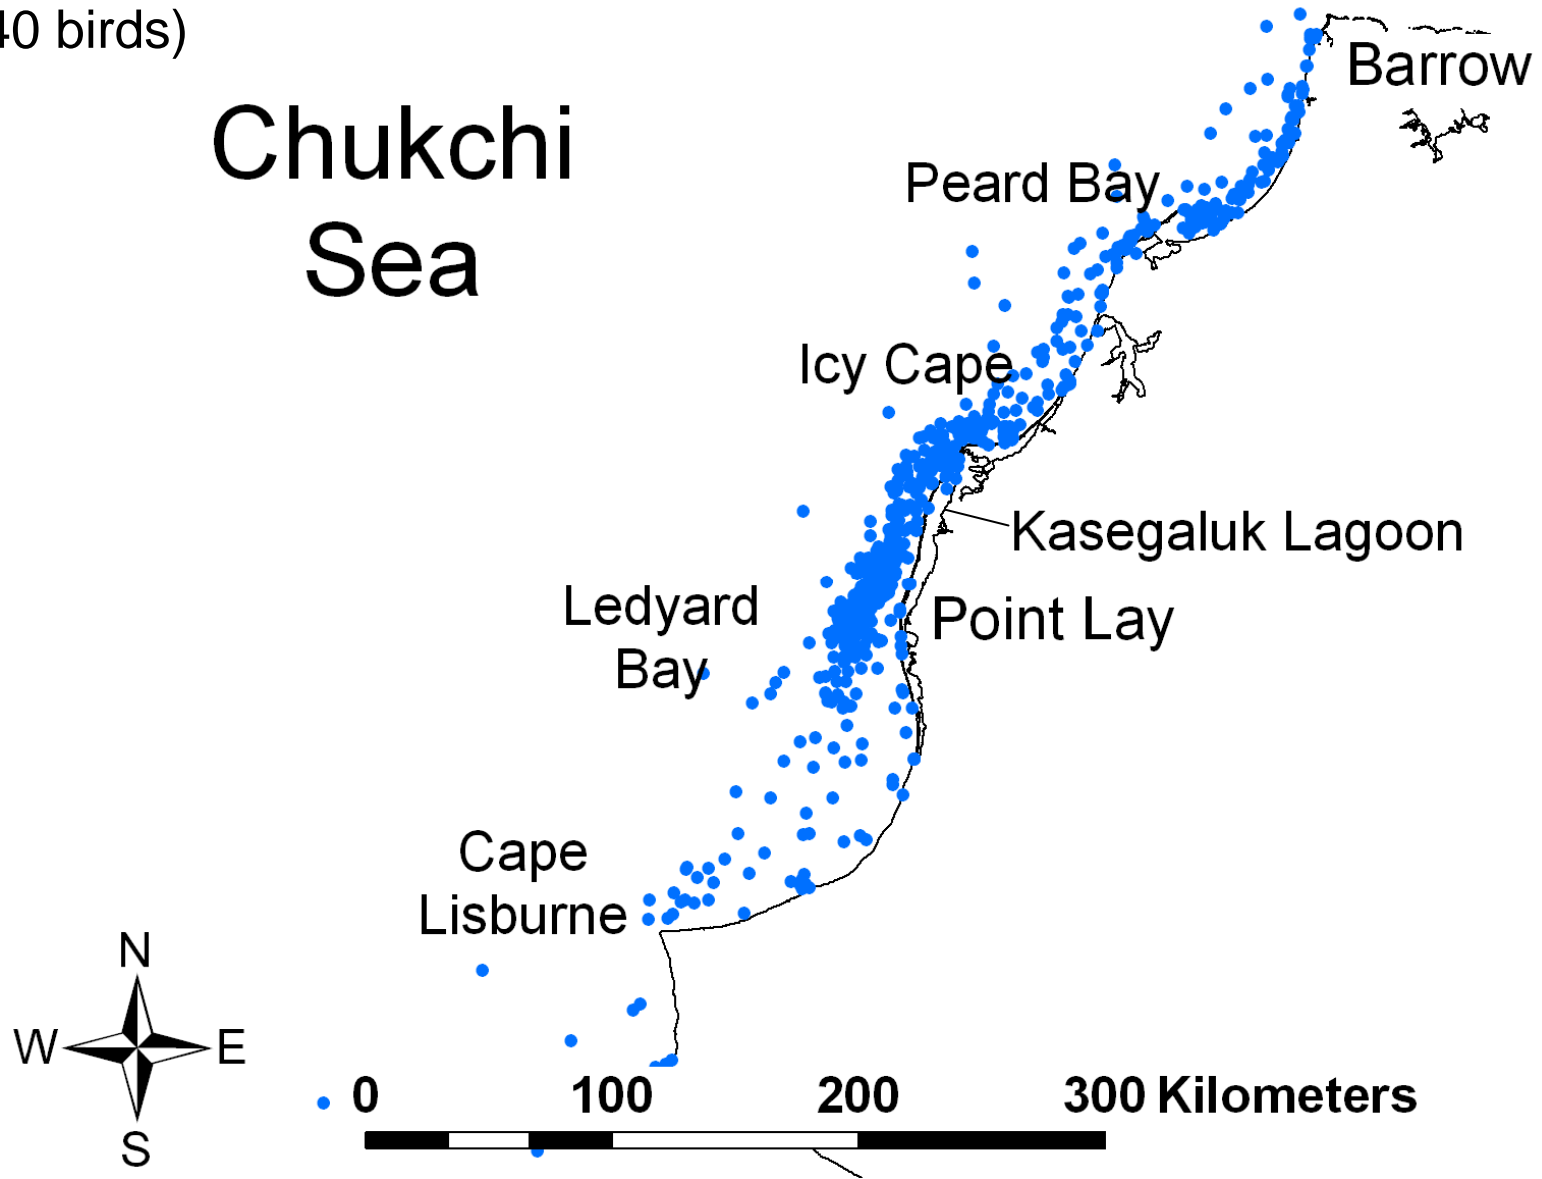 40 birds)
Barrow
Chukchi
Sea
Peard Bay
Icy Cape
Kasegaluk Lagoon
Ledyard
Bay
Point Lay
Cape
Lisburne
N
W E
S
0 100 200 300 Kilometers